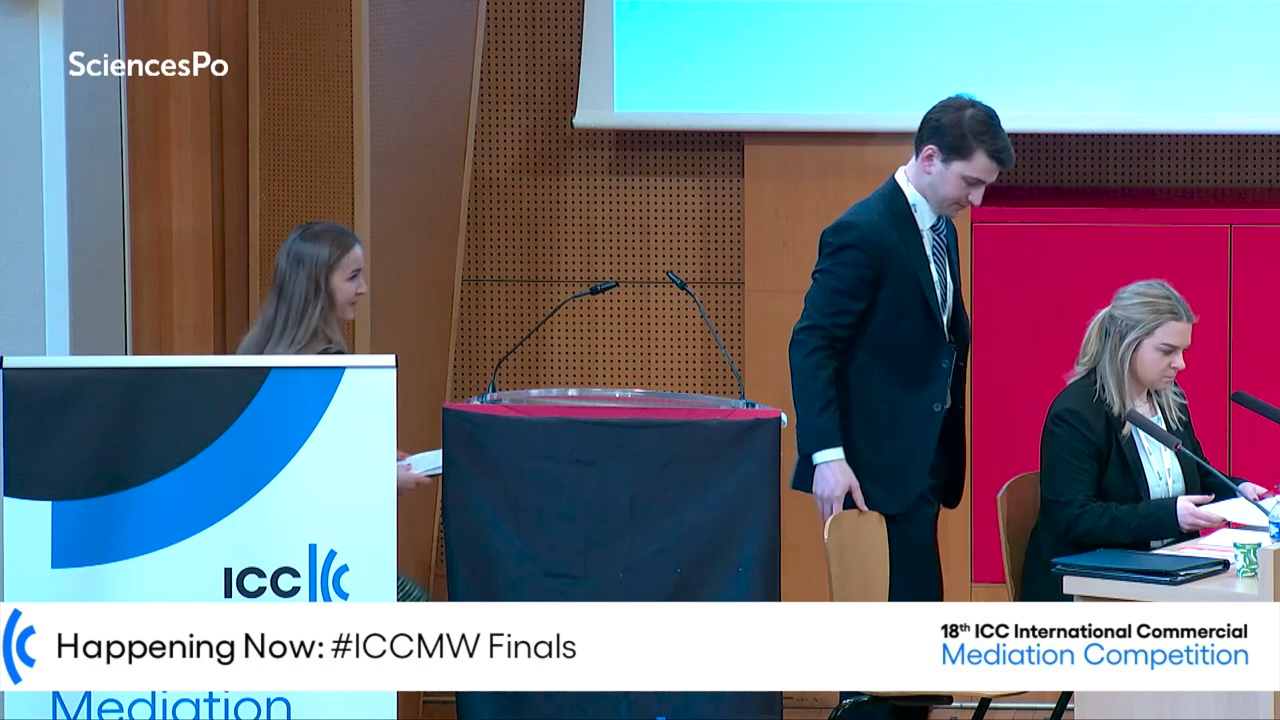 SciencesPo
ICC
Happening Now: #ICCMW Finals
18th ICC International Commercial
Mediation Competition
Mediation